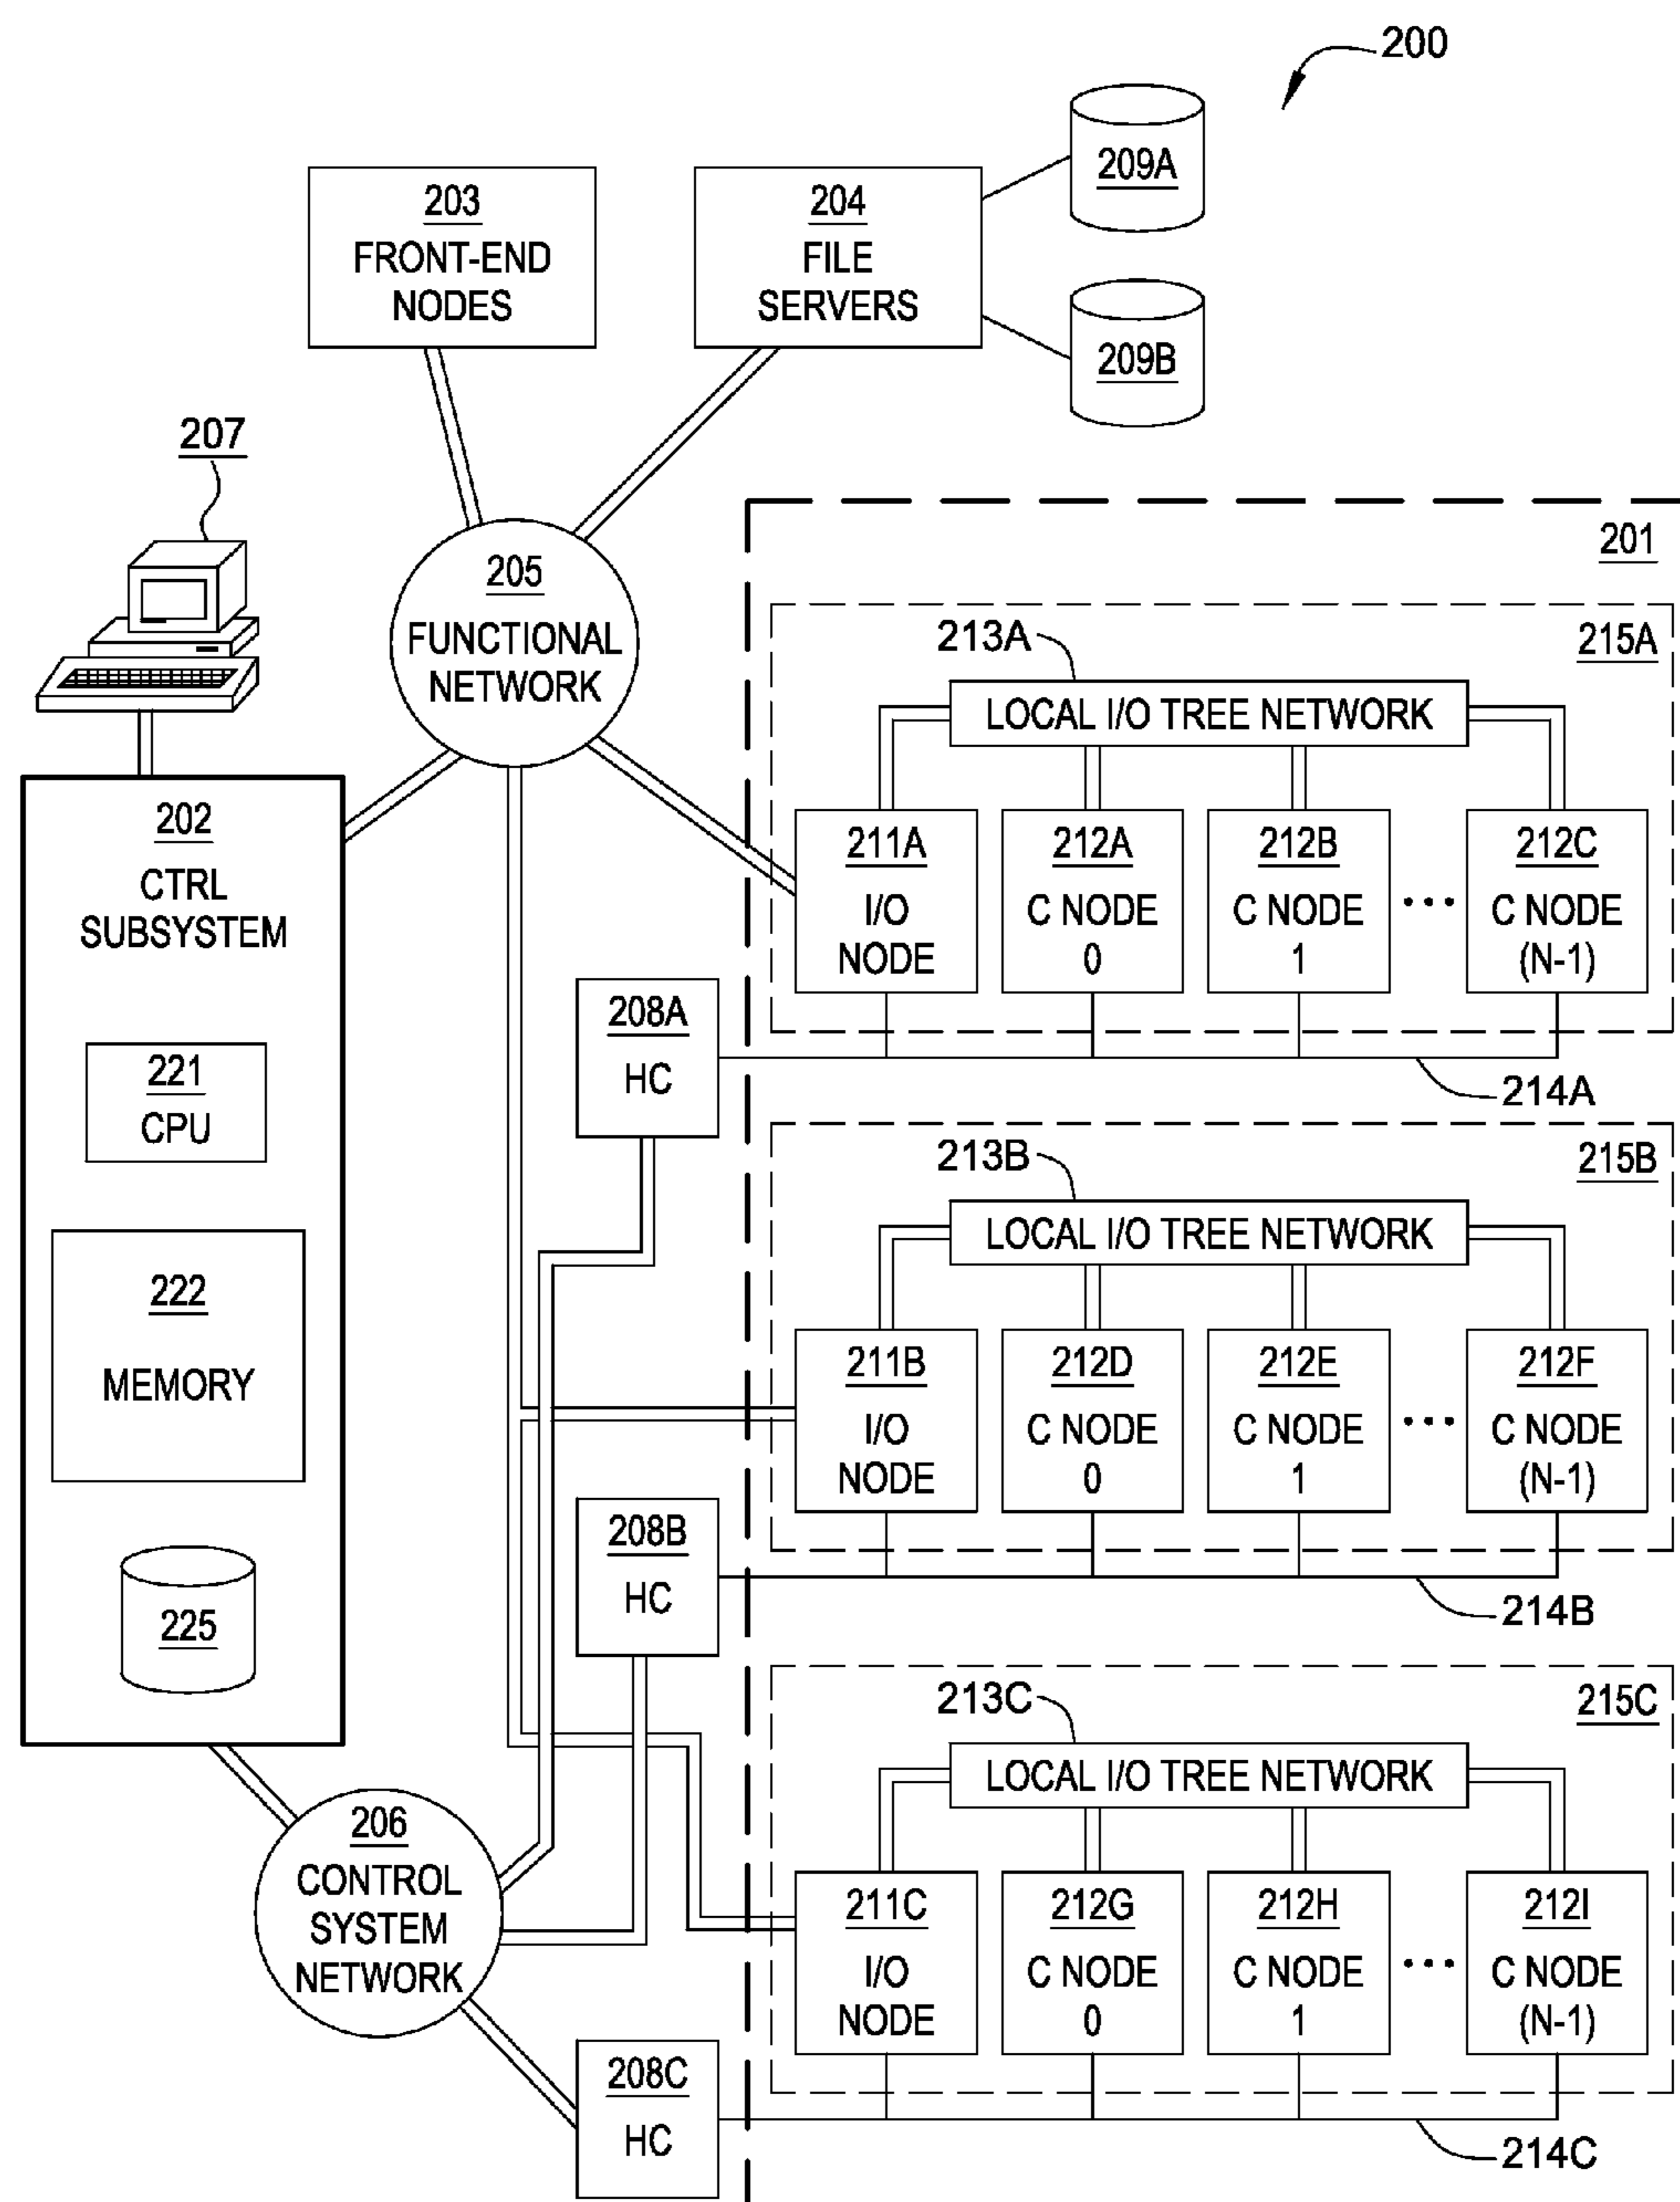 200
203
FRONT-END
NODES
204
FILE
SERVERS
209A
209B
207
205
FUNCTIONAL
NETWORK
201
202
CTRL
SUBSYSTEM
221
CPU
222
MEMORY
225
206
CONTROL
SYSTEM
NETWORK
208A
HC
208B
HC
208C
HC
213A
215A
LOCAL I/O TREE NETWORK
211A
I/O
NODE
212A
C NODE
0
212B
C NODE
1
•••
212C
C NODE
(N-1)
214A
213B
215B
LOCAL I/O TREE NETWORK
211B
I/O
NODE
212D
C NODE
0
212E
C NODE
1
•••
212F
C NODE
(N-1)
214B
213C
215C
LOCAL I/O TREE NETWORK
211C
I/O
NODE
212G
C NODE
0
212H
C NODE
1
•••
212I
C NODE
(N-1)
214C